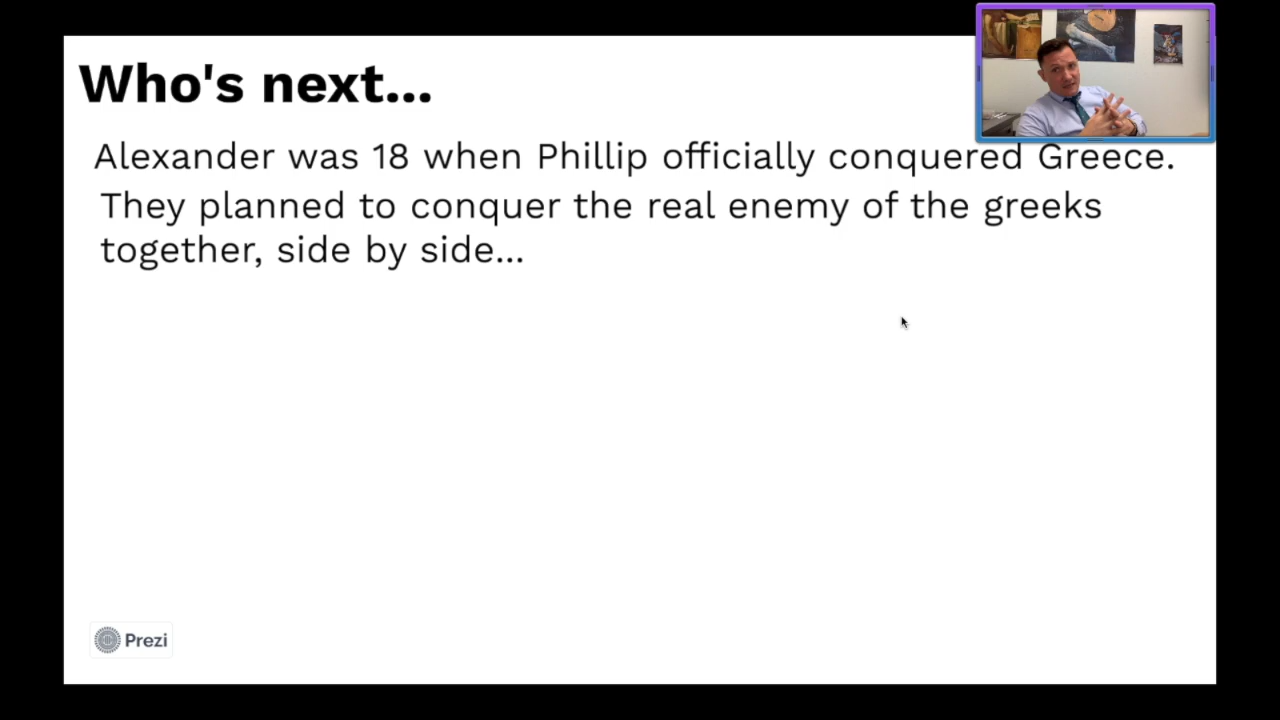 Who's next...
Alexander was 18 when Phillip officially conquered Greece.
They planned to conquer the real enemy of the greeks
together, side by side...
Prezi